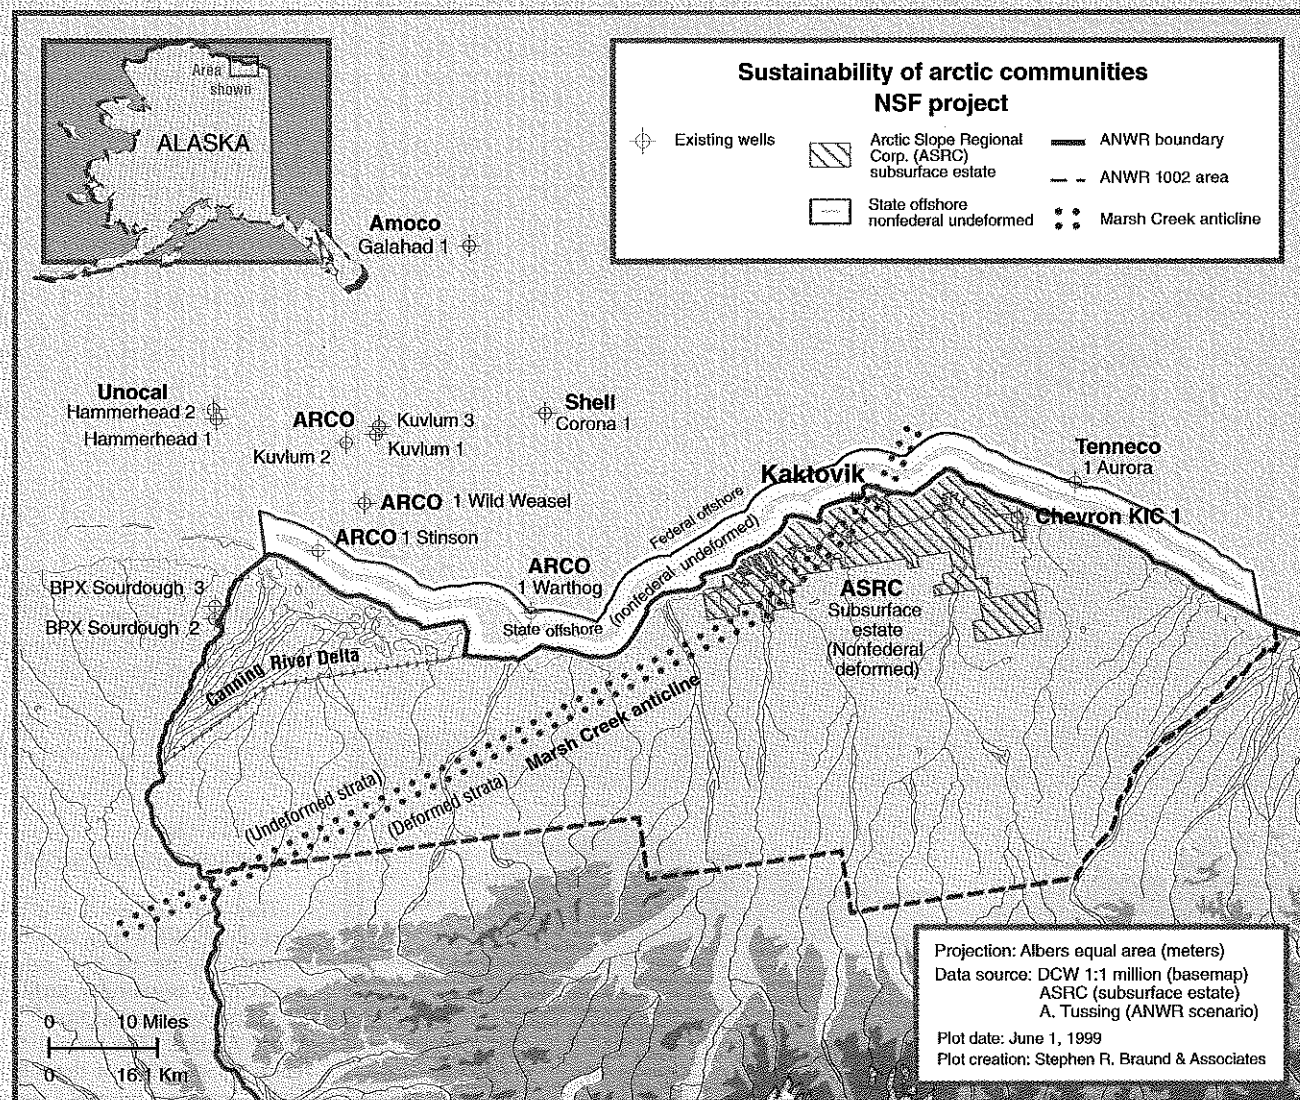 Area
shown
ALASKA
Sustainability of arctic communities
NSF project
Existing wells
Arctic Slope Regional
Corp. (ASRC)
subsurface estate
State offshore
nonfederal undeformed
ANWR boundary
ANWR 1002 area
Marsh Creek anticline
Amoco
Galahad 1
Unocal
Hammerhead 2
Hammerhead 1
ARCO
Kuvlum 3
Kuvlum 1
Kuvlum 2
Shell
Corona 1
Tenneco
1 Aurora
Kaktovik
ARCO 1 Wild Weasel
Chevron KIC 1
Federal offshore
(nonfederal undeformed)
State offshore
ARCO 1 Stinson
ARCO
1 Warthog
BPX Sourdough 3
BPX Sourdough 2
ASRC
Subsurface
estate
(Nonfederal
deformed)
Canning River Delta
Marsh Creek anticline
(Undeformed strata)
(Deformed strata)
0 10 Miles
0 16.1 Km
Projection: Albers equal area (meters)
Data source: DCW 1:1 million (basemap)
ASRC (subsurface estate)
A. Tussing (ANWR scenario)
Plot date: June 1, 1999
Plot creation: Stephen R. Braund & Associates